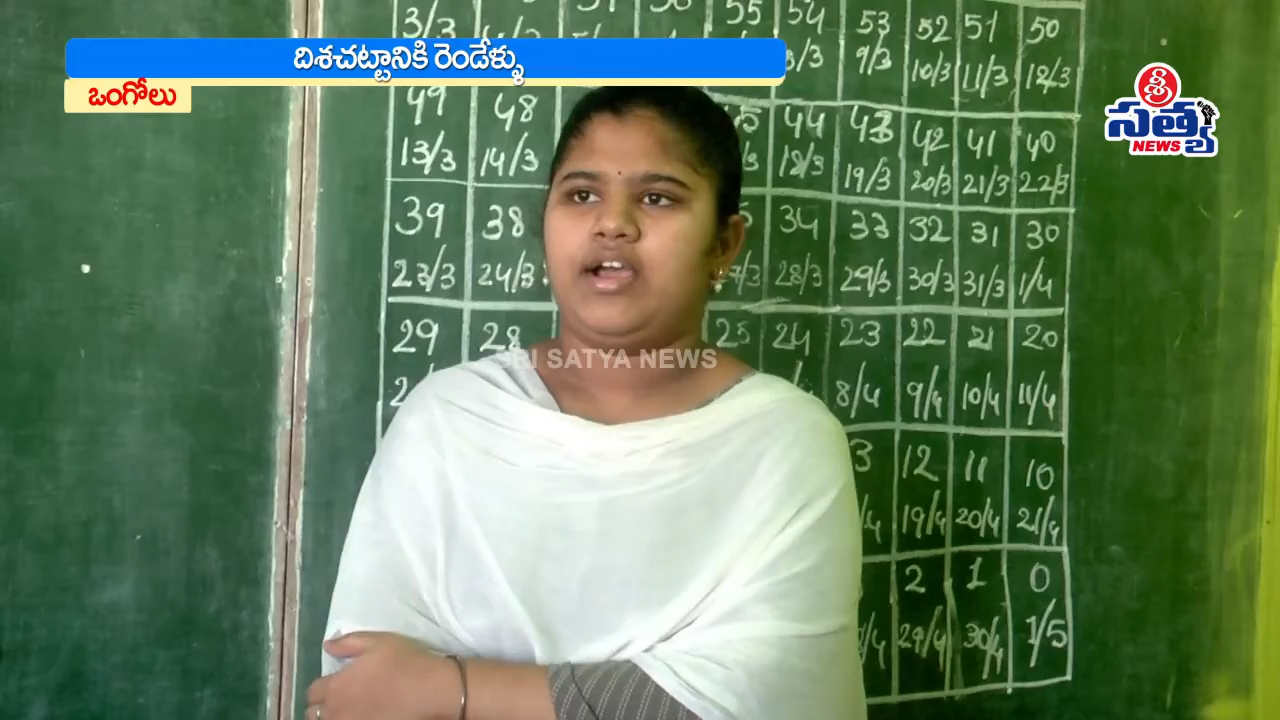 దిశచట్టానికి రెండేళ్ళు
ఒంగోలు
శ్రీ
సత్య
NEWS
SRI SATYA NEWS
55 54 53 52 51 50
3/3 9/3 10/3 11/3 12/3
49 48 44 43 42 41 40
13/3 14/3 18/3 19/3 20/3 21/3 22/3
39 38 34 33 32 31 30
23/3 24/3 28/3 29/3 30/3 31/3 1/4
29 28 25 24 23 22 21 20
8/4 9/4 10/4 11/4
12 11 10
19/4 20/4 21/4
2 1 0
29/4 30/4 1/5